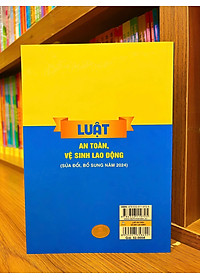 LUẬT
AN TOÀN,
VỆ SINH LAO ĐỘNG
(SỬA ĐỔI, BỔ SUNG NĂM 2024)